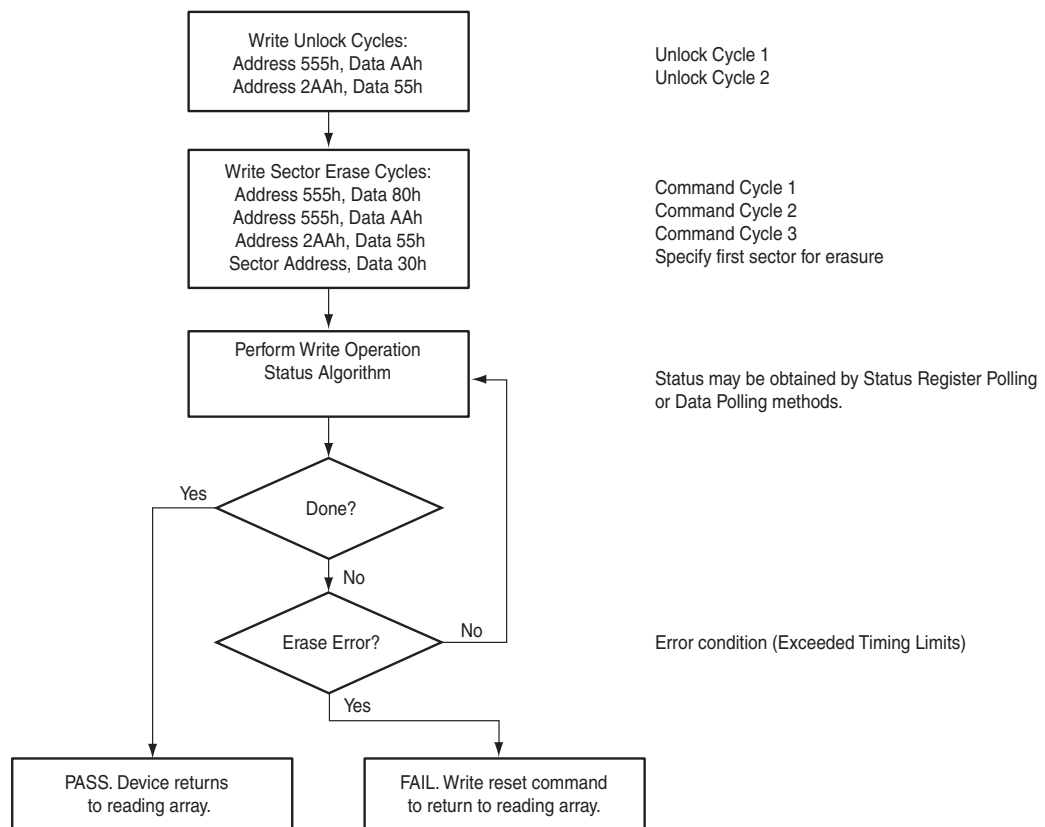 Write Unlock Cycles:
Address 555h, Data AAh
Address 2AAh, Data 55h
Unlock Cycle 1
Unlock Cycle 2
Write Sector Erase Cycles:
Address 555h, Data 80h
Address 555h, Data AAh
Address 2AAh, Data 55h
Sector Address, Data 30h
Command Cycle 1
Command Cycle 2
Command Cycle 3
Specify first sector for erasure
Perform Write Operation
Status Algorithm
Status may be obtained by Status Register Polling
or Data Polling methods.
Yes
Done?
No
Erase Error?
No
Error condition (Exceeded Timing Limits)
Yes
PASS. Device returns
to reading array.
FAIL. Write reset command
to return to reading array.